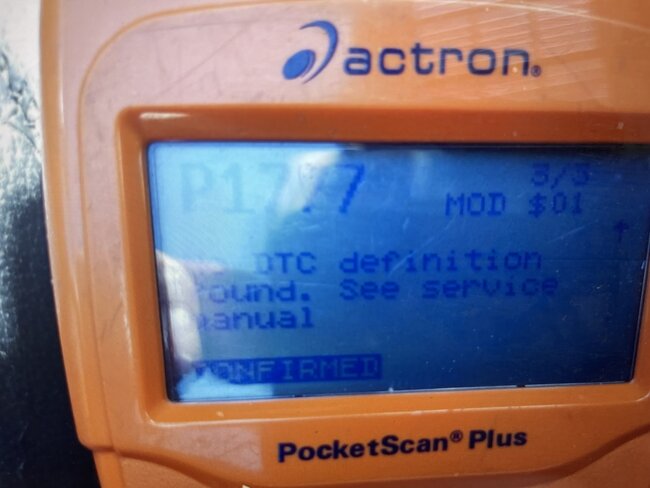 actron®
3/3
MOD $01
↑
DTC definition
found. See service
manual
CONFIRMED
PocketScan® Plus